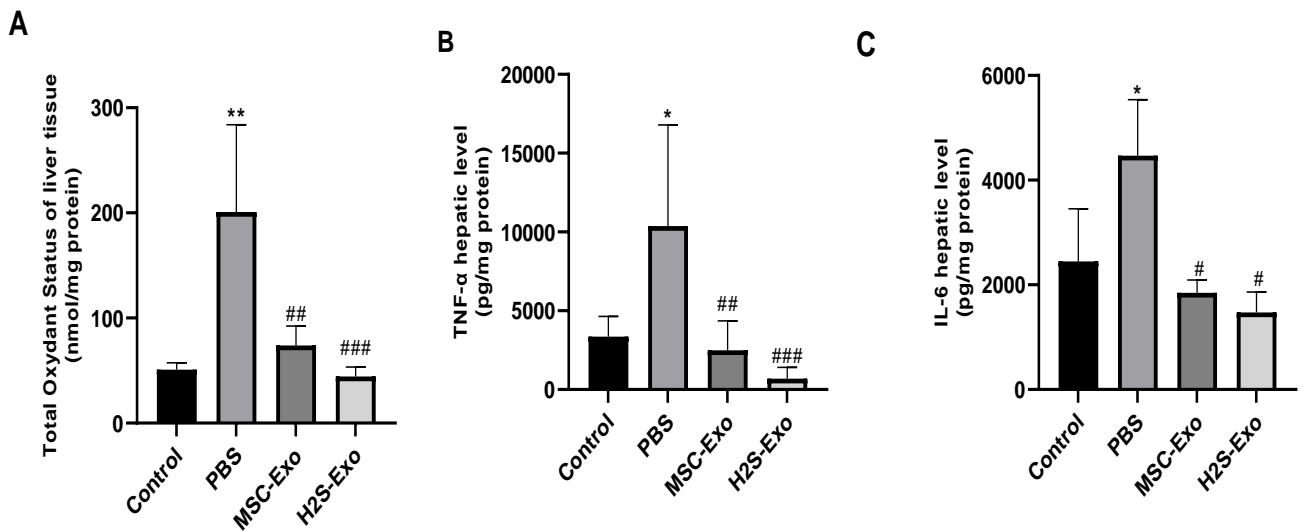 A
Total Oxydant Status of liver tissue
(nmol/mg protein)
300
200
100
0
**
##
###
Control
PBS
MSC-Exo
H2S-Exo
B
TNF-α hepatic level
(pg/mg protein)
20000
15000
10000
5000
0
*
##
###
Control
PBS
MSC-Exo
H2S-Exo
C
IL-6 hepatic level
(pg/mg protein)
6000
4000
2000
0
*
#
#
Control
PBS
MSC-Exo
H2S-Exo